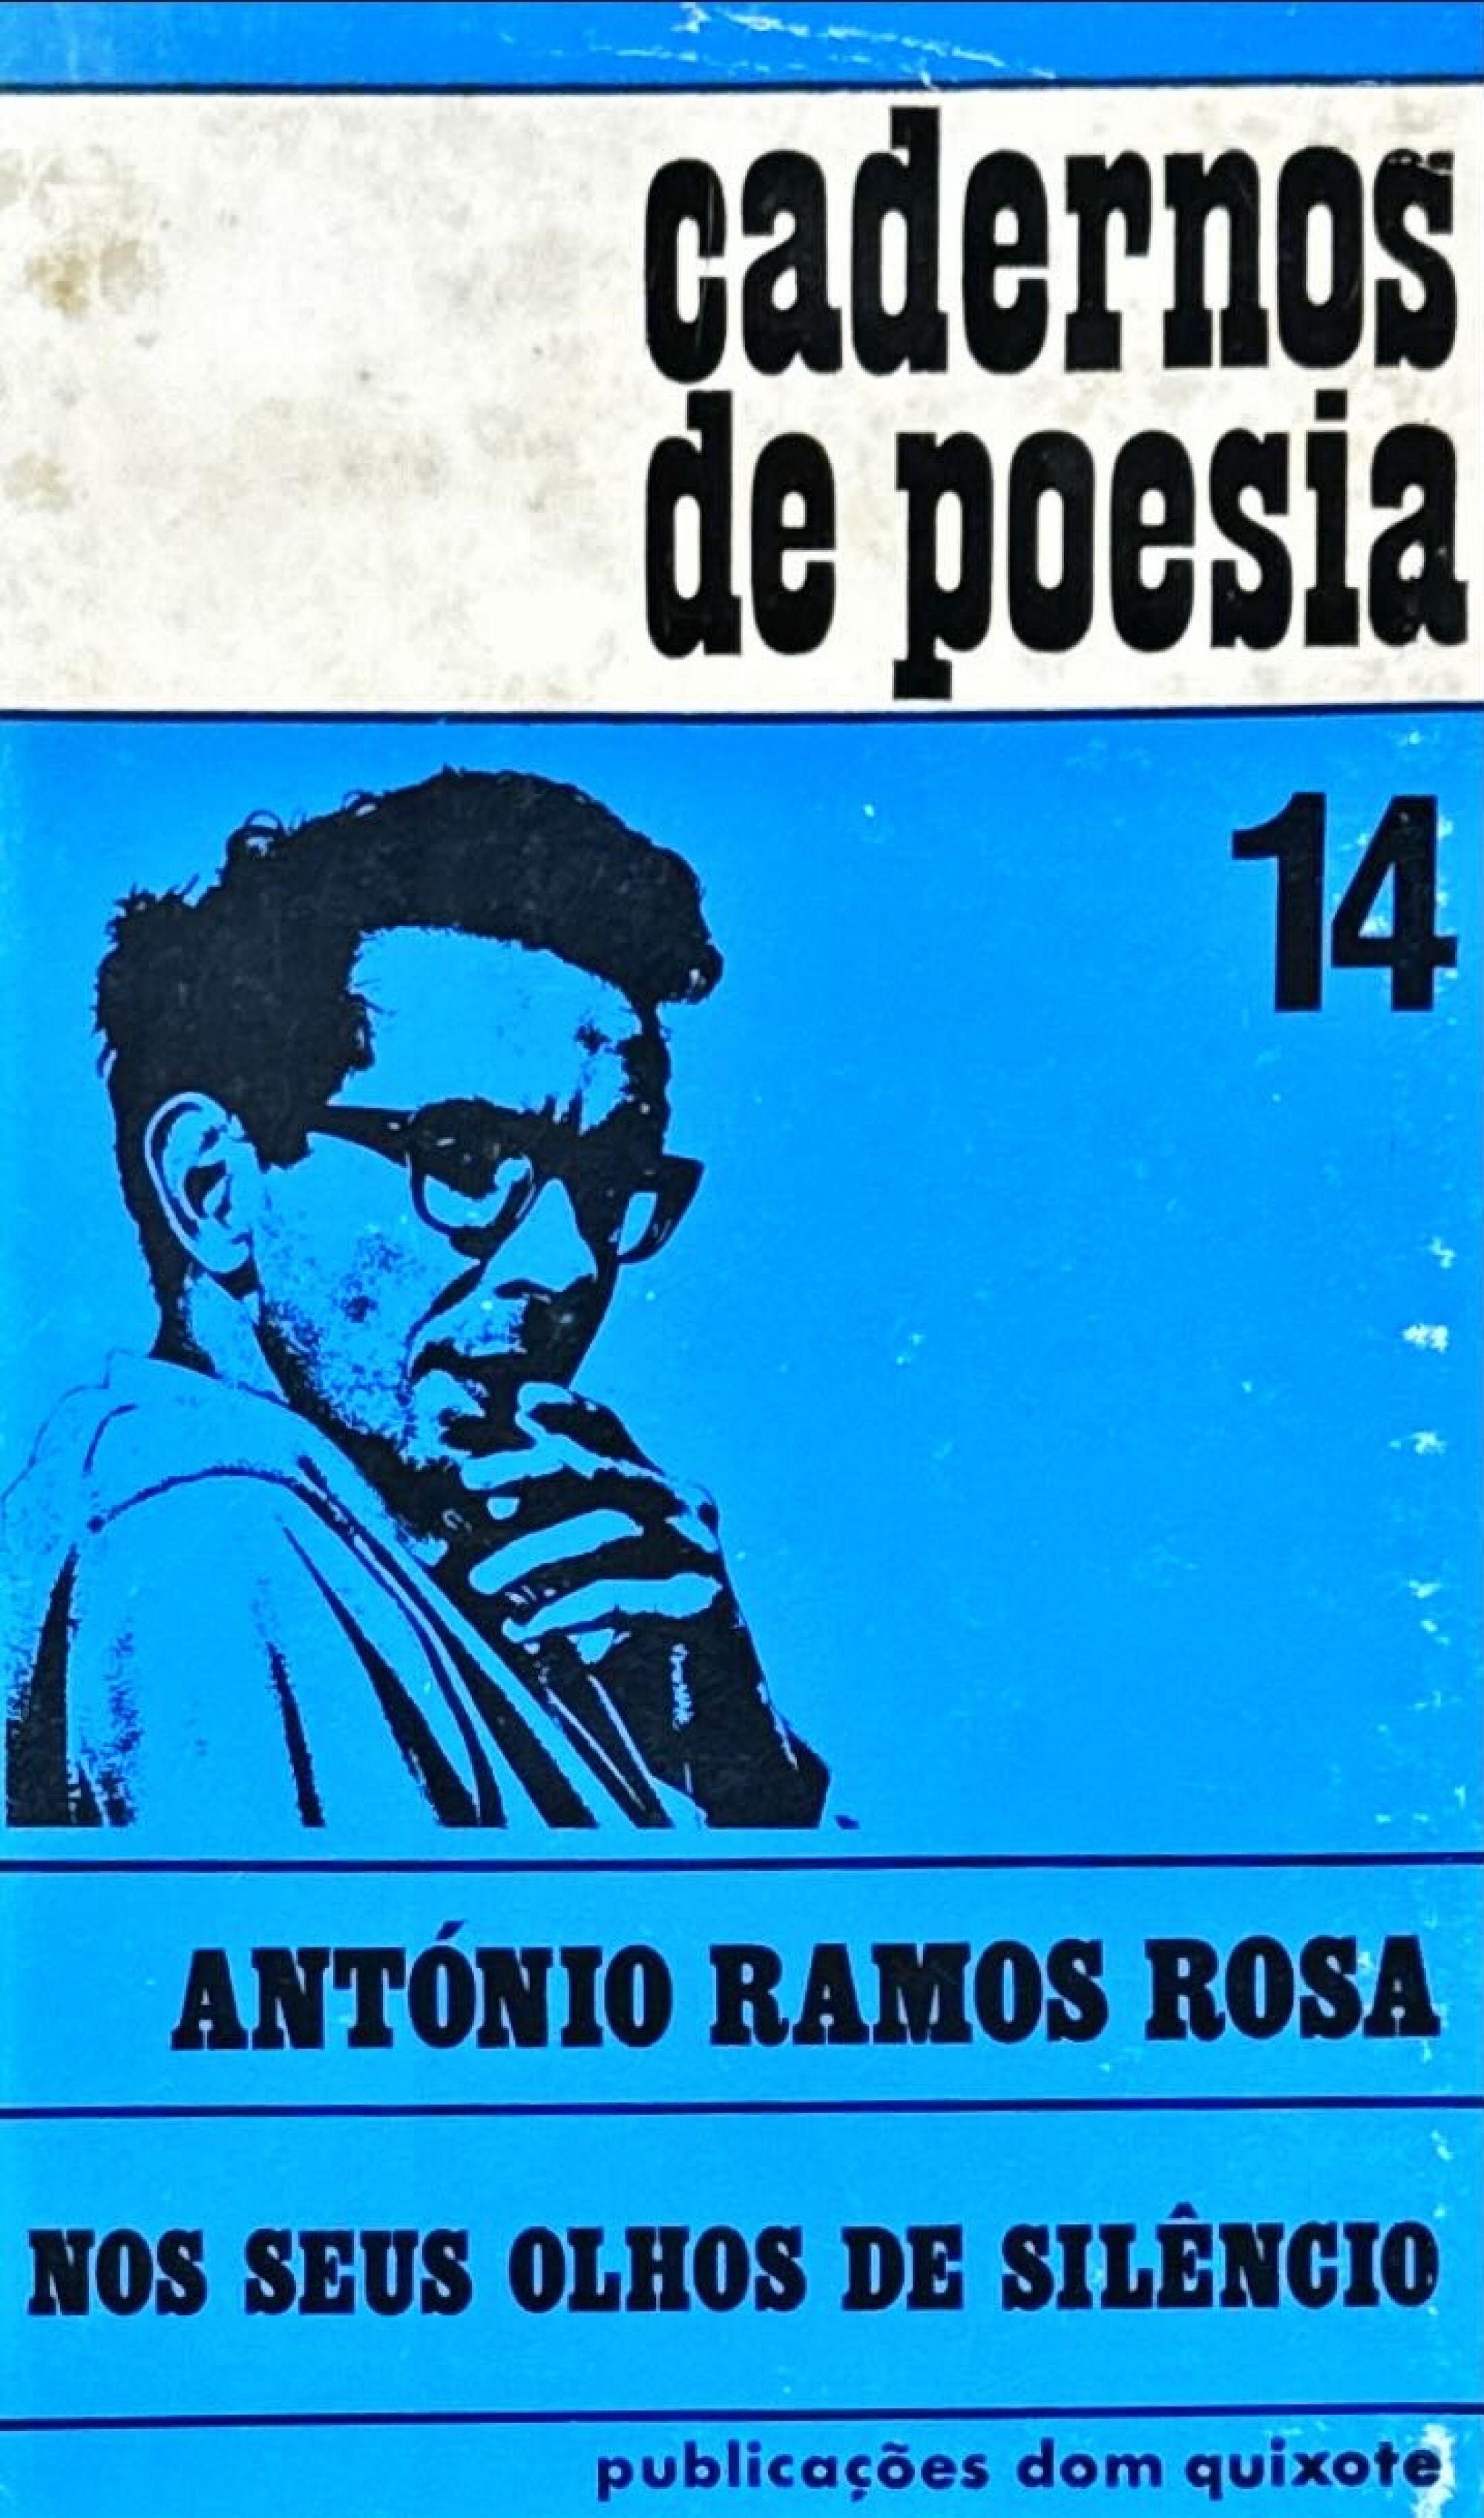 cadernos
de poesia
14
ANTÓNIO RAMOS ROSA
NOS SEUS OLHOS DE SILÊNCIO
publicações dom quixote